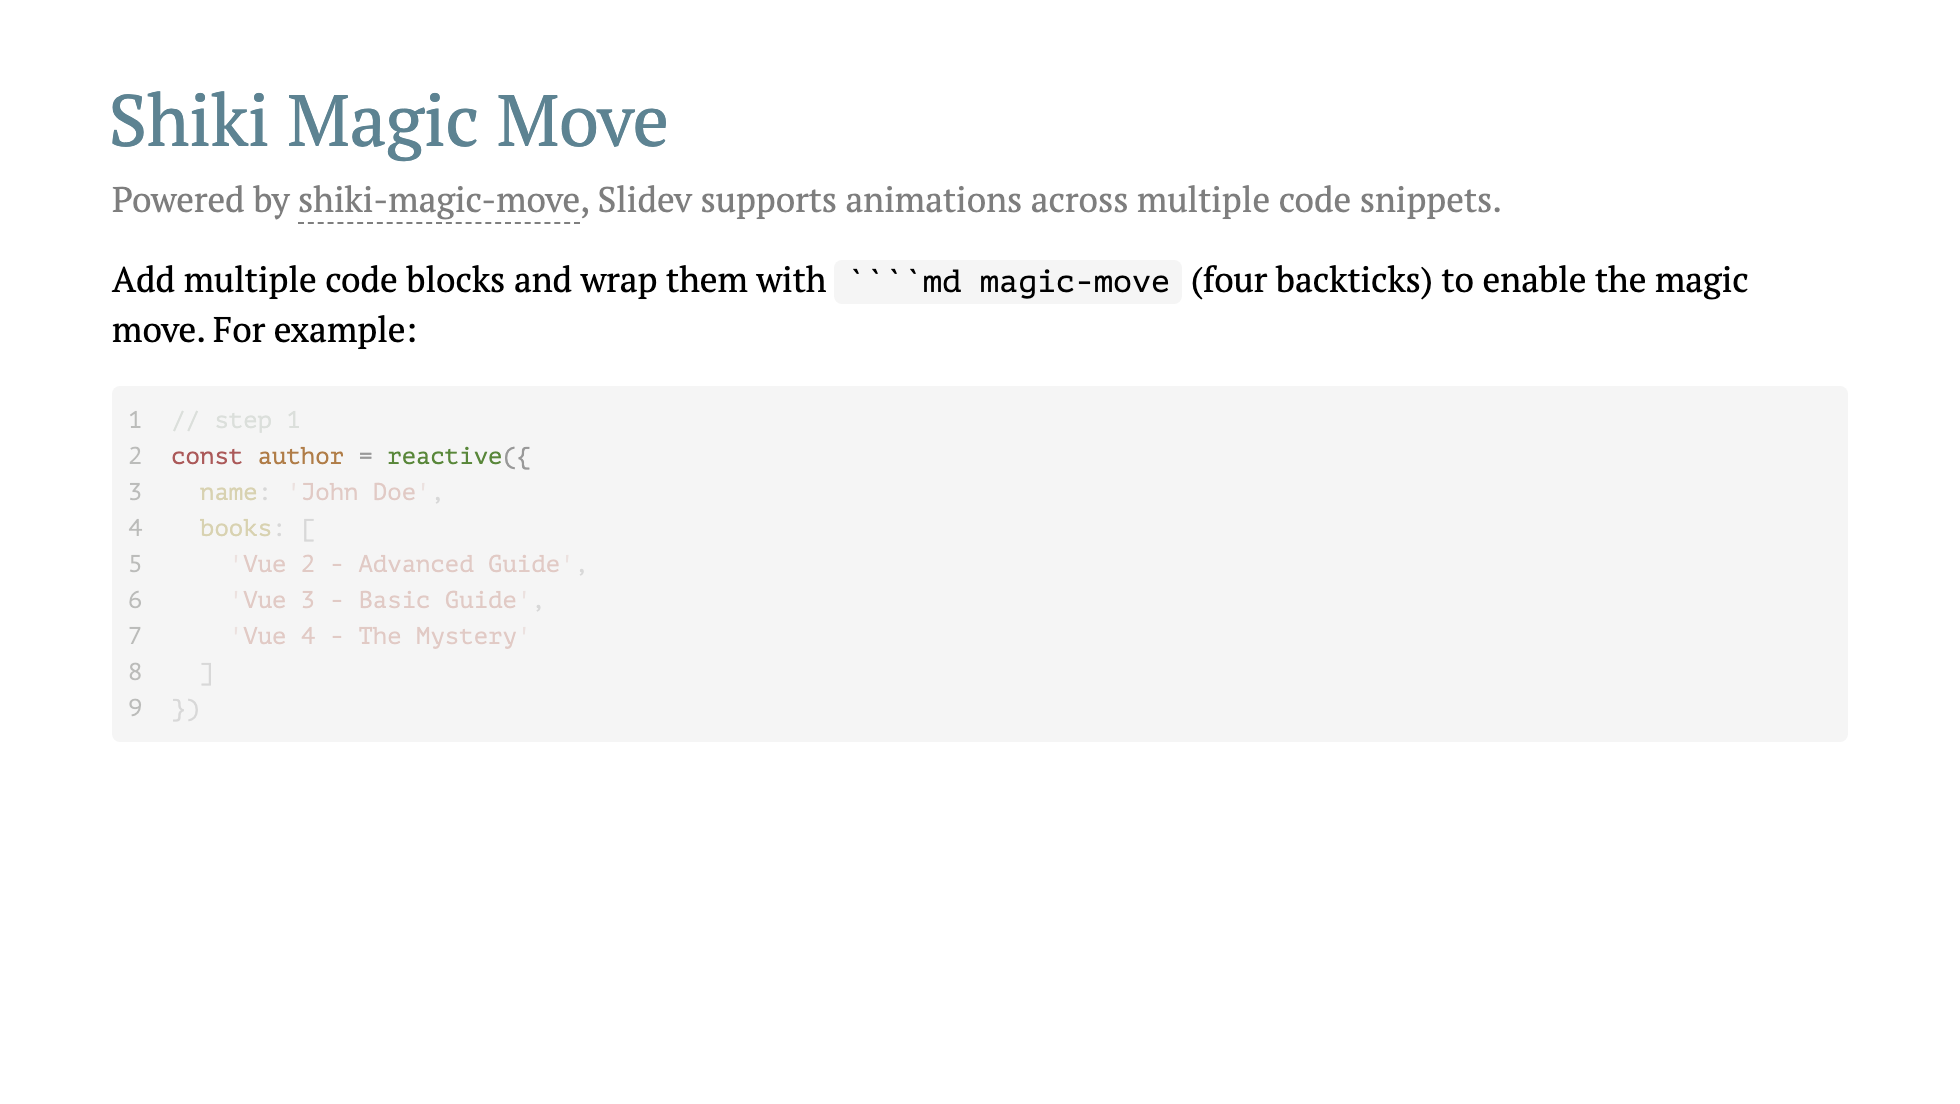 Shiki Magic Move
Powered by shiki-magic-move, Slidev supports animations across multiple code snippets.
Add multiple code blocks and wrap them with ````md magic-move (four backticks) to enable the magic
move. For example:
1 // step 1
2 const author = reactive({
3   name: 'John Doe',
4   books: [
5     'Vue 2 - Advanced Guide',
6     'Vue 3 - Basic Guide',
7     'Vue 4 - The Mystery'
8   ]
9 })